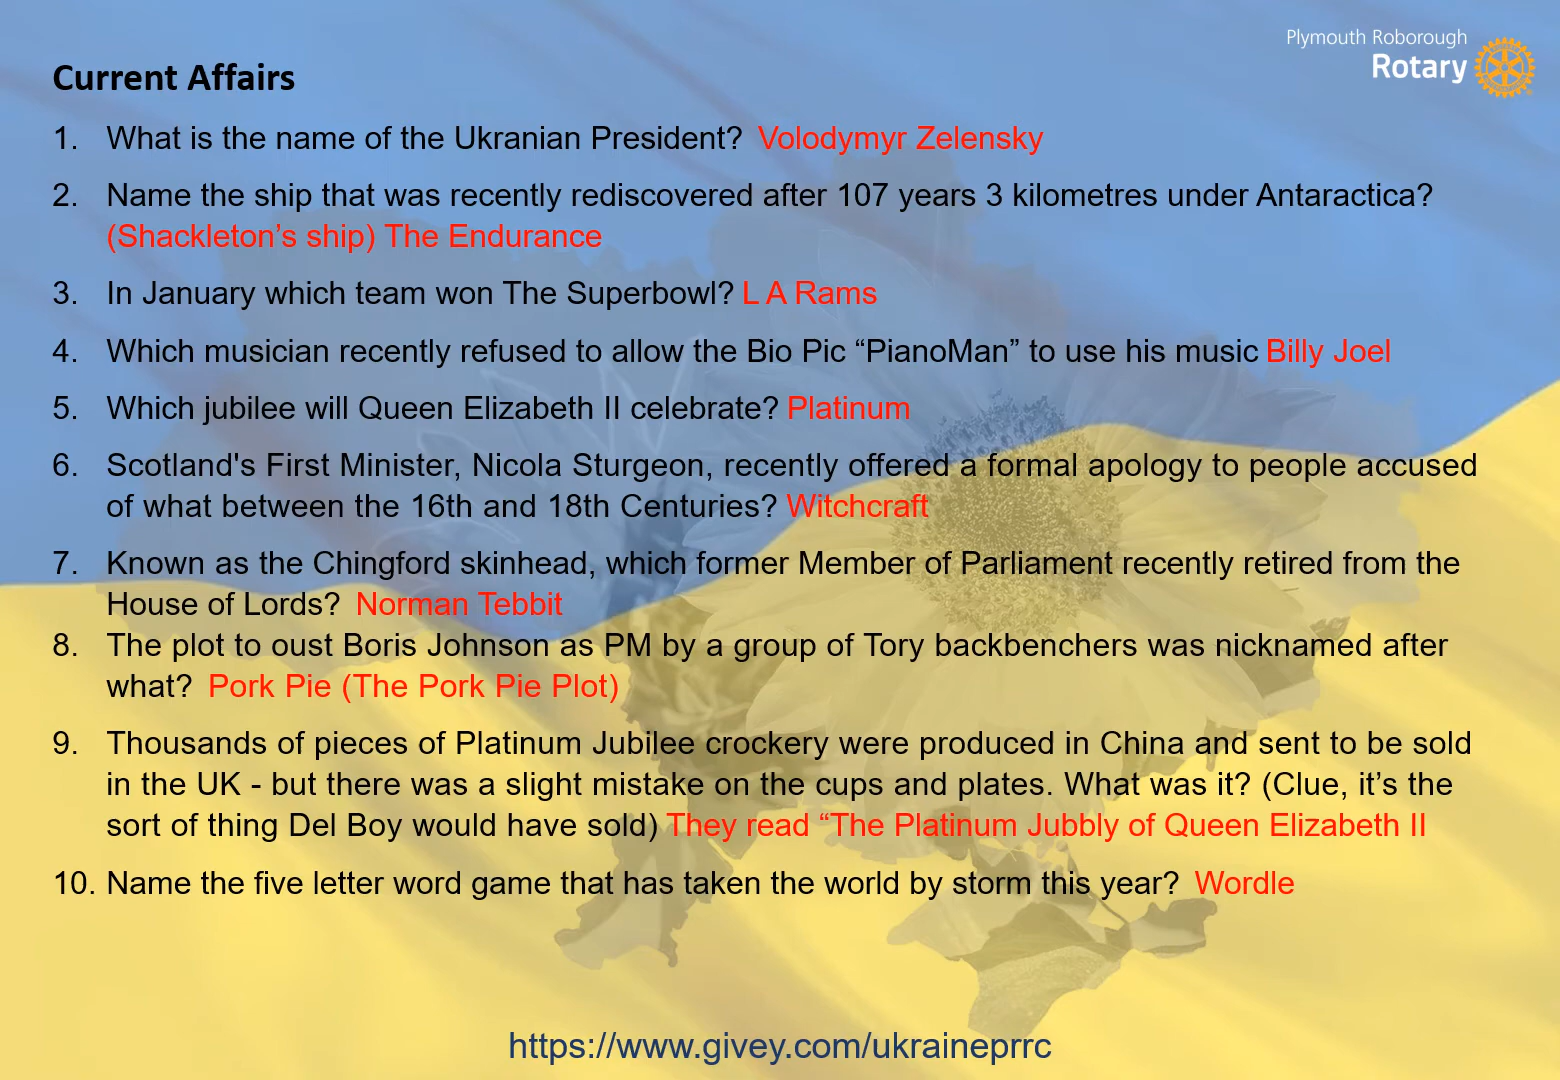 Plymouth Roborough
Rotary
Current Affairs
1. What is the name of the Ukranian President? Volodymyr Zelensky
2. Name the ship that was recently rediscovered after 107 years 3 kilometres under Antaractica?
(Shackleton’s ship) The Endurance
3. In January which team won The Superbowl? L A Rams
4. Which musician recently refused to allow the Bio Pic “PianoMan” to use his music Billy Joel
5. Which jubilee will Queen Elizabeth II celebrate? Platinum
6. Scotland's First Minister, Nicola Sturgeon, recently offered a formal apology to people accused
of what between the 16th and 18th Centuries? Witchcraft
7. Known as the Chingford skinhead, which former Member of Parliament recently retired from the
House of Lords? Norman Tebbit
8. The plot to oust Boris Johnson as PM by a group of Tory backbenchers was nicknamed after
what? Pork Pie (The Pork Pie Plot)
9. Thousands of pieces of Platinum Jubilee crockery were produced in China and sent to be sold
in the UK - but there was a slight mistake on the cups and plates. What was it? (Clue, it’s the
sort of thing Del Boy would have sold) They read “The Platinum Jubbly of Queen Elizabeth II
10. Name the five letter word game that has taken the world by storm this year? Wordle
https://www.givey.com/ukraineprrc